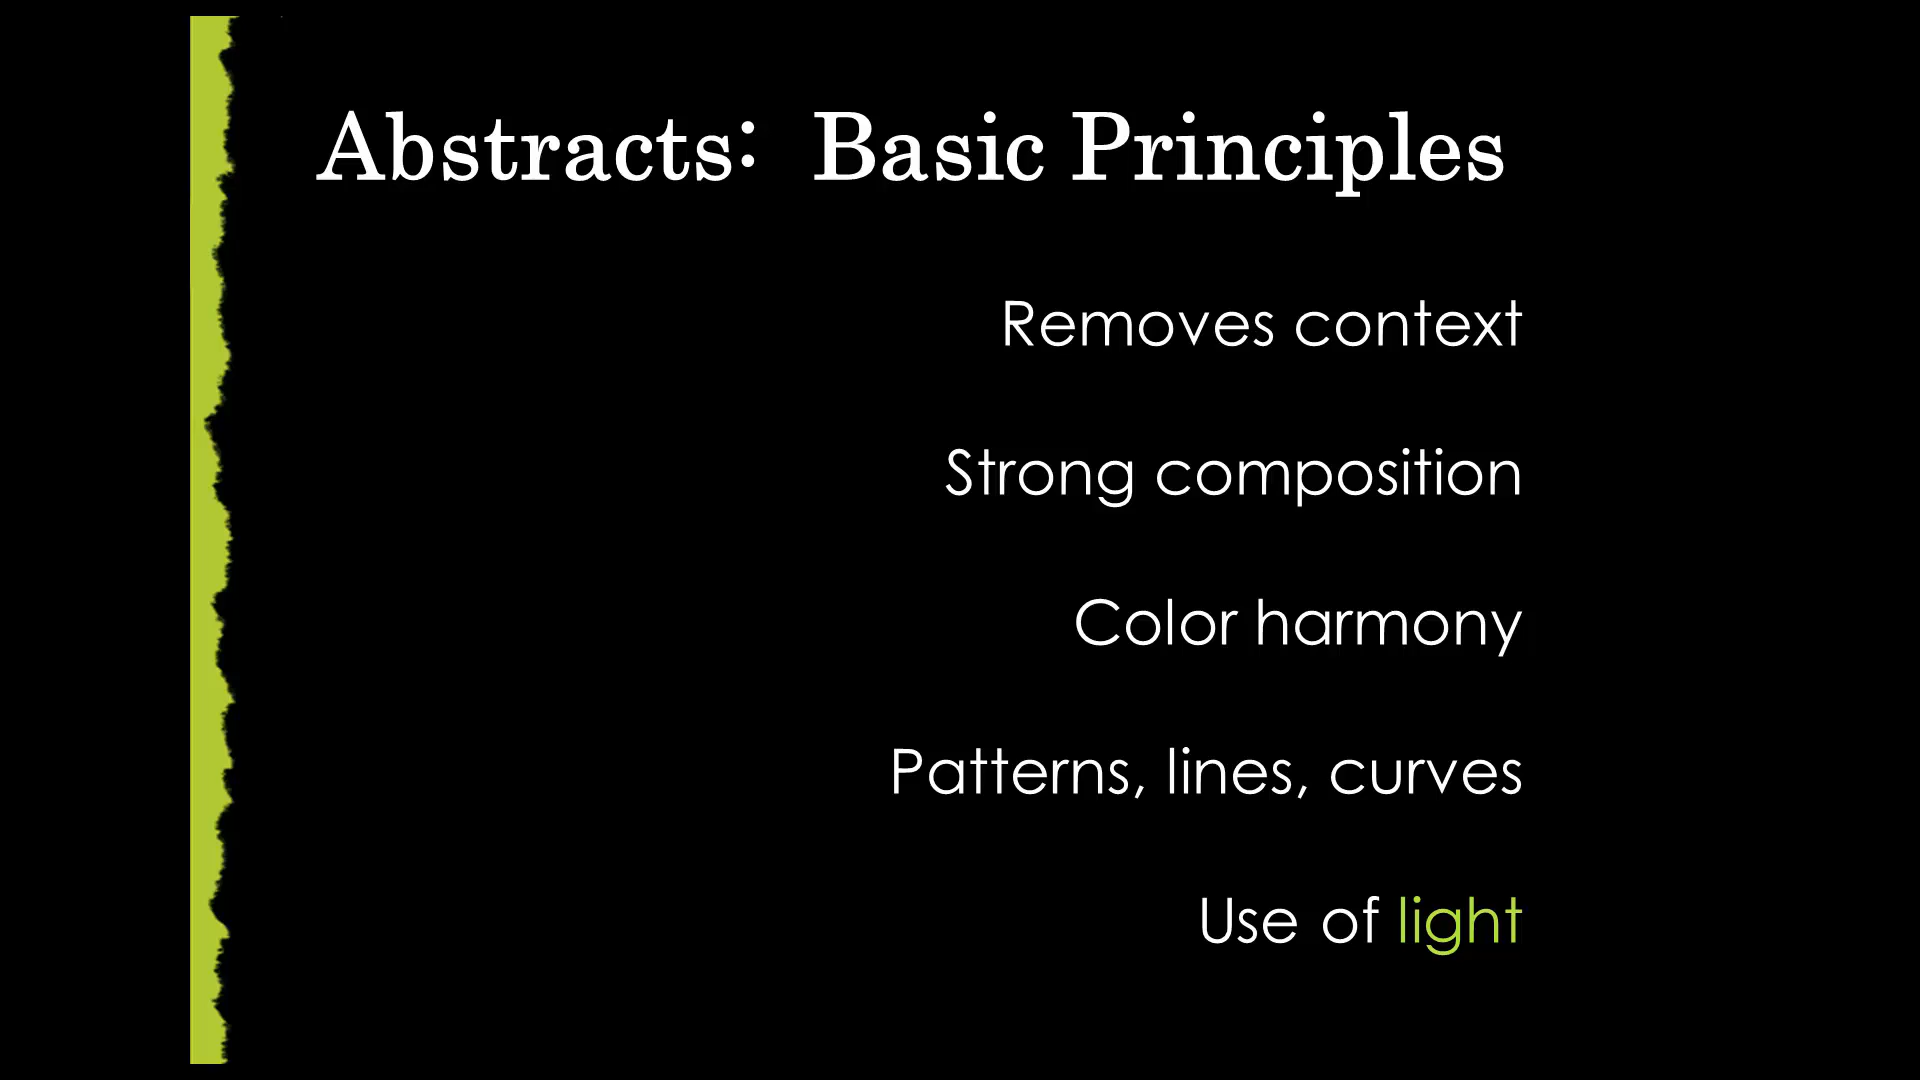 Abstracts: Basic Principles
Removes context
Strong composition
Color harmony
Patterns, lines, curves
Use of light